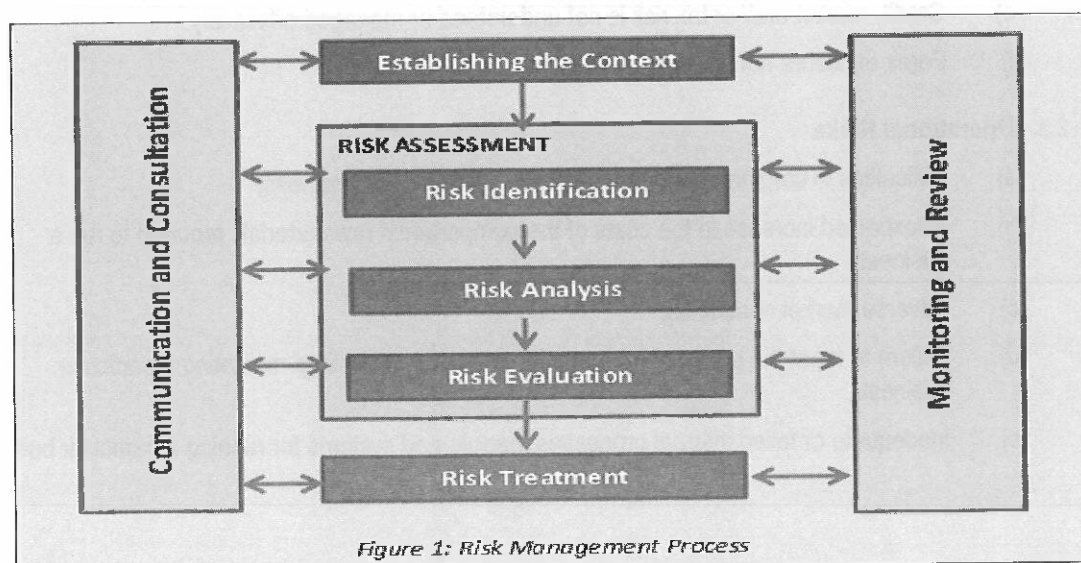 Establishing the Context
RISK ASSESSMENT
Risk Identification
Risk Analysis
Risk Evaluation
Risk Treatment
Communication and Consultation
Monitoring and Review
Figure 1: Risk Management Process